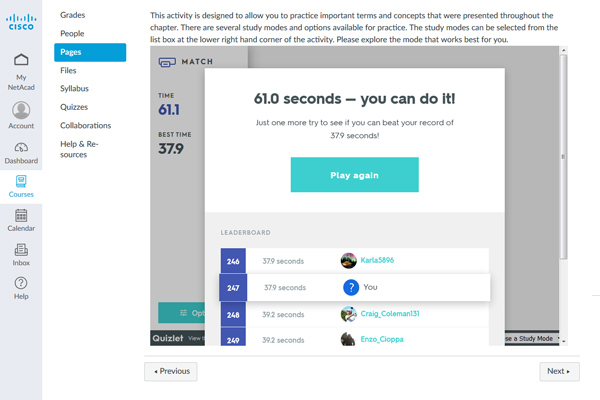 CISCO
My NetAcad
Account
Dashboard
Courses
Calendar
Inbox
Help
Grades
People
Pages
Files
Syllabus
Quizzes
Collaborations
Help & Re-
sources
This activity is designed to allow you to practice important terms and concepts that were presented throughout the
chapter. There are several study modes and options available for practice. The study modes can be selected from the
list box at the lower right hand corner of the activity. Please explore the mode that works best for you.
MATCH
TIME
61.1
BEST TIME
37.9
61.0 seconds – you can do it!
Just one more try to see if you can beat your record of
37.9 seconds!
Play again
LEADERBOARD
246 37.9 seconds Karla5896
247 37.9 seconds ? You
248 39.2 seconds Craig_Coleman131
249 39.2 seconds Enzo_Cioppa
Opt
Quizlet
se a Study Mode
◂ Previous
Next ▸